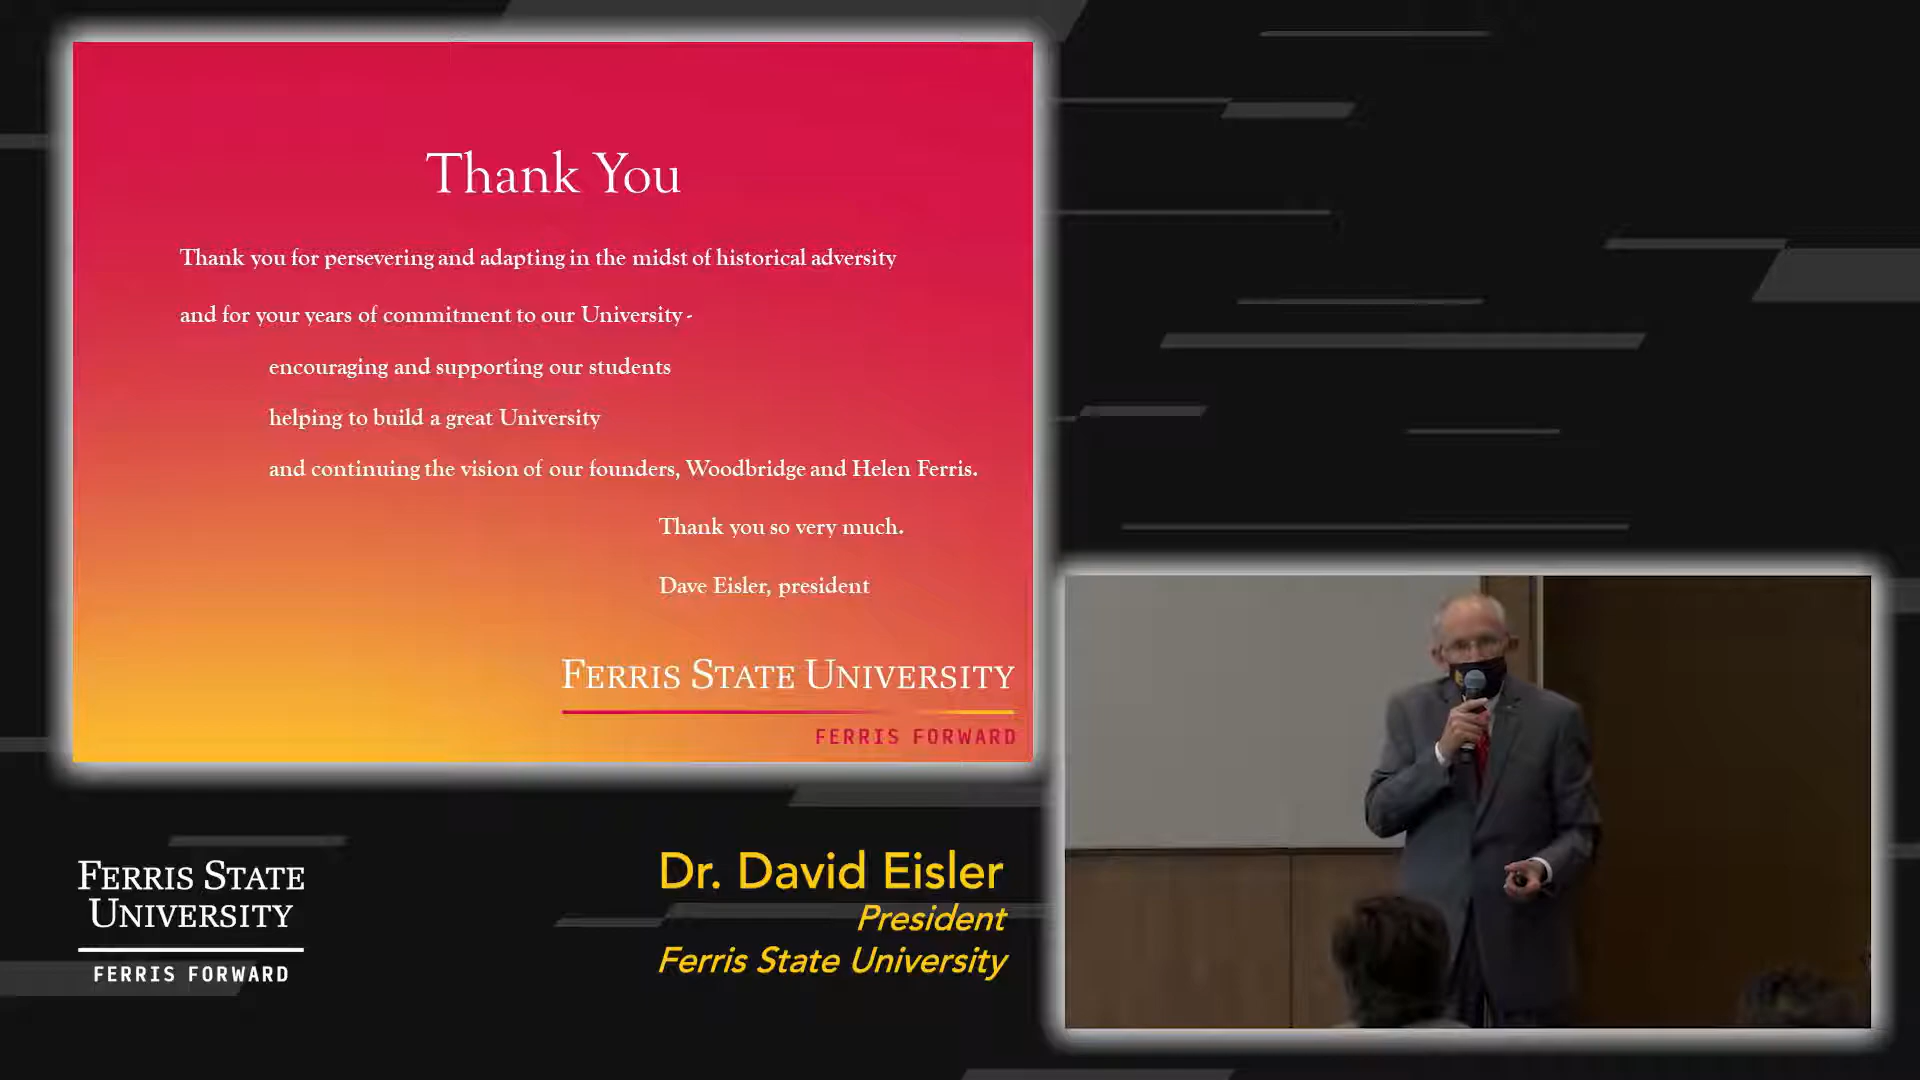 Thank You
Thank you for persevering and adapting in the midst of historical adversity
and for your years of commitment to our University -
encouraging and supporting our students
helping to build a great University
and continuing the vision of our founders, Woodbridge and Helen Ferris.
Thank you so very much.
Dave Eisler, president
FERRIS STATE UNIVERSITY
FERRIS FORWARD
FERRIS STATE
UNIVERSITY
FERRIS FORWARD
Dr. David Eisler
President
Ferris State University